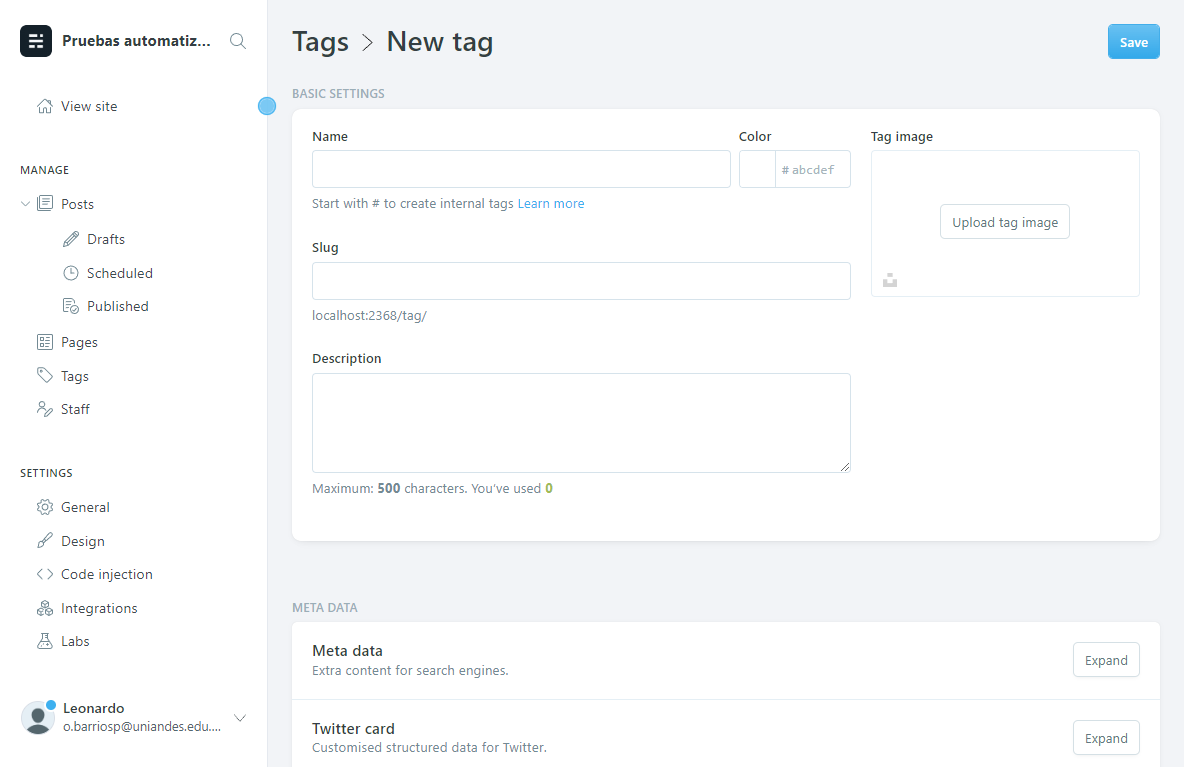 Pruebas automatiz...
View site
MANAGE
Posts
Drafts
Scheduled
Published
Pages
Tags
Staff
SETTINGS
General
Design
Code injection
Integrations
Labs
Leonardo
o.barriosp@uniandes.edu....
Tags > New tag
Save
BASIC SETTINGS
Name
Color
# abcdef
Start with # to create internal tags Learn more
Slug
localhost:2368/tag/
Description
Maximum: 500 characters. You've used 0
Tag image
Upload tag image
META DATA
Meta data
Extra content for search engines.
Expand
Twitter card
Customised structured data for Twitter.
Expand